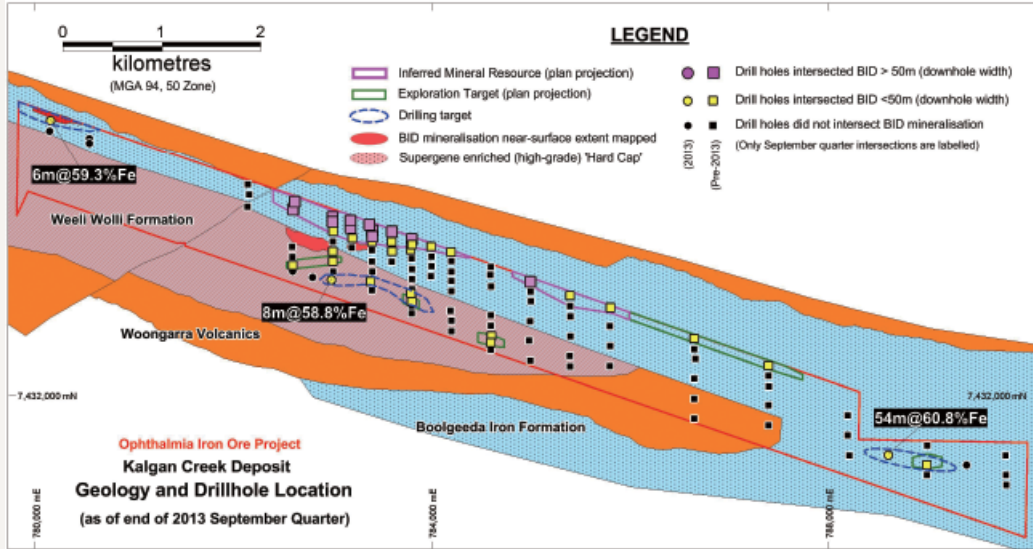 0 1 2
kilometres
(MGA 94, 50 Zone)
LEGEND
Inferred Mineral Resource (plan projection)
Exploration Target (plan projection)
Drilling target
BID mineralisation near-surface extent mapped
Supergene enriched (high-grade) 'Hard Cap'
Drill holes intersected BID > 50m (downhole width)
Drill holes intersected BID <50m (downhole width)
Drill holes did not intersect BID mineralisation
(Only September quarter intersections are labelled)
(2013)
(Pre-2013)
6m@59.3%Fe
Weeli Wolli Formation
8m@58.8%Fe
Woongarra Volcanics
7,432,000 mN
7,432,000 mN
54m@60.8%Fe
Boolgeeda Iron Formation
Ophthalmia Iron Ore Project
Kalgan Creek Deposit
Geology and Drillhole Location
(as of end of 2013 September Quarter)
780,000 mE
784,000 mE
788,000 mE